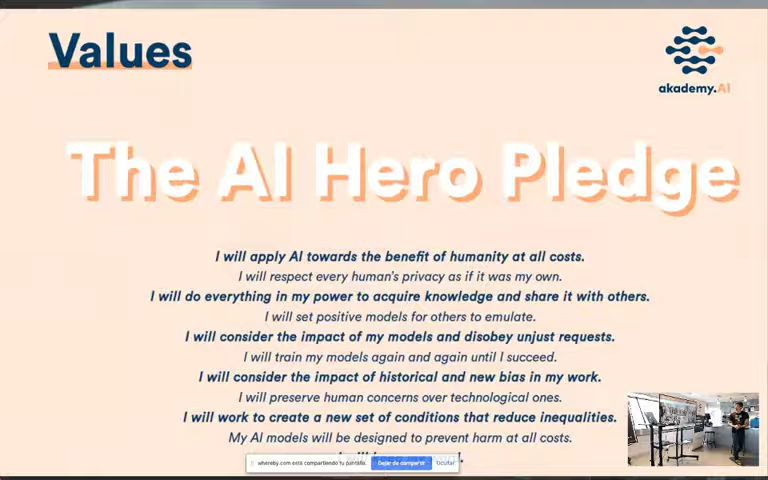 Values
akademy.AI
The AI Hero Pledge
I will apply AI towards the benefit of humanity at all costs.
I will respect every human's privacy as if it was my own.
I will do everything in my power to acquire knowledge and share it with others.
I will set positive models for others to emulate.
I will consider the impact of my models and disobey unjust requests.
I will train my models again and again until I succeed.
I will consider the impact of historical and new bias in my work.
I will preserve human concerns over technological ones.
I will work to create a new set of conditions that reduce inequalities.
My AI models will be designed to prevent harm at all costs.
whereby.com está compartiendo tu pantalla.
Dejar de compartir
Ocultar